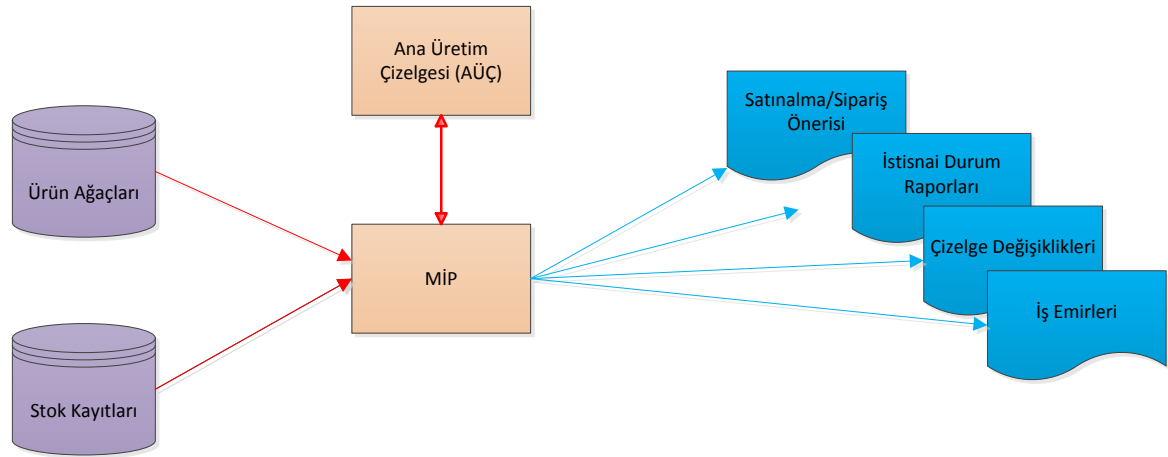 Ana Üretim
Çizelgesi (AÜÇ)
Satınalma/Sipariş
Önerisi
İstisnai Durum
Raporları
Ürün Ağaçları
Çizelge Değişiklikleri
MİP
İş Emirleri
Stok Kayıtları